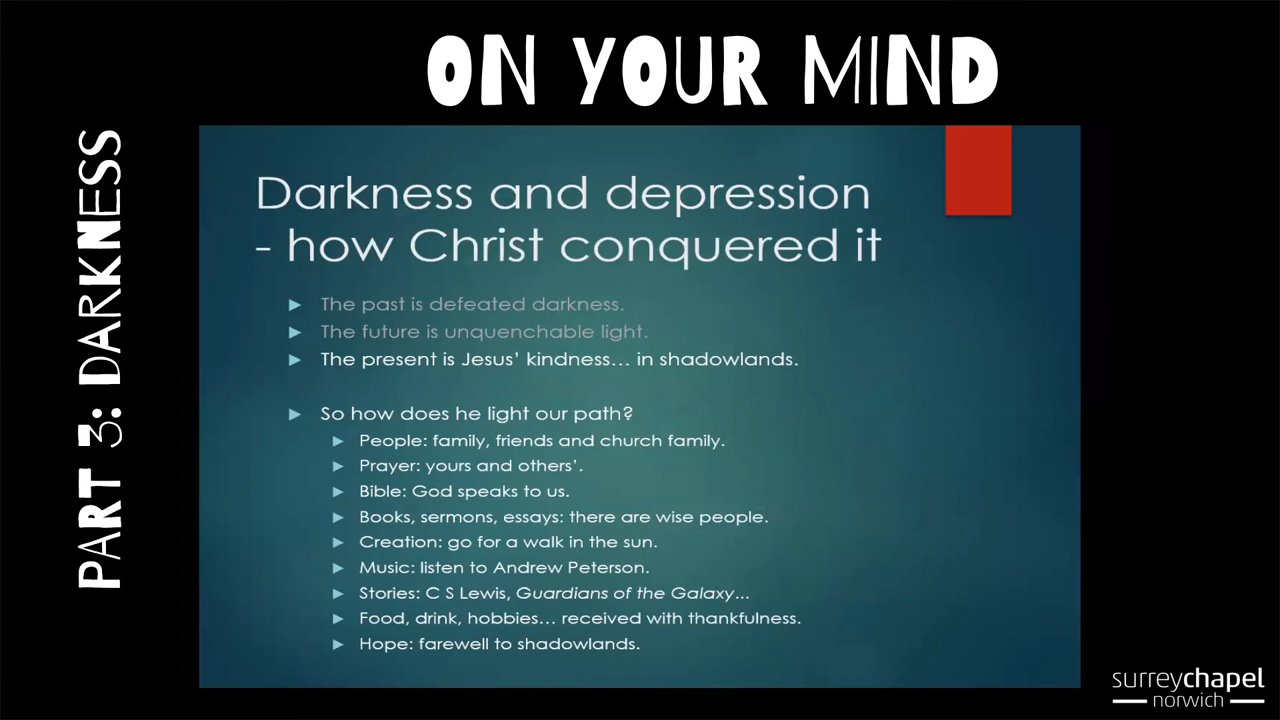 ON YOUR MIND
PART 3: DARKNESS
Darkness and depression
- how Christ conquered it
► The past is defeated darkness.
► The future is unquenchable light.
► The present is Jesus' kindness... in shadowlands.
► So how does he light our path?
► People: family, friends and church family.
► Prayer: yours and others'.
► Bible: God speaks to us.
► Books, sermons, essays: there are wise people.
► Creation: go for a walk in the sun.
► Music: listen to Andrew Peterson.
► Stories: C S Lewis, Guardians of the Galaxy...
► Food, drink, hobbies... received with thankfulness.
► Hope: farewell to shadowlands.
surreychapel
norwich